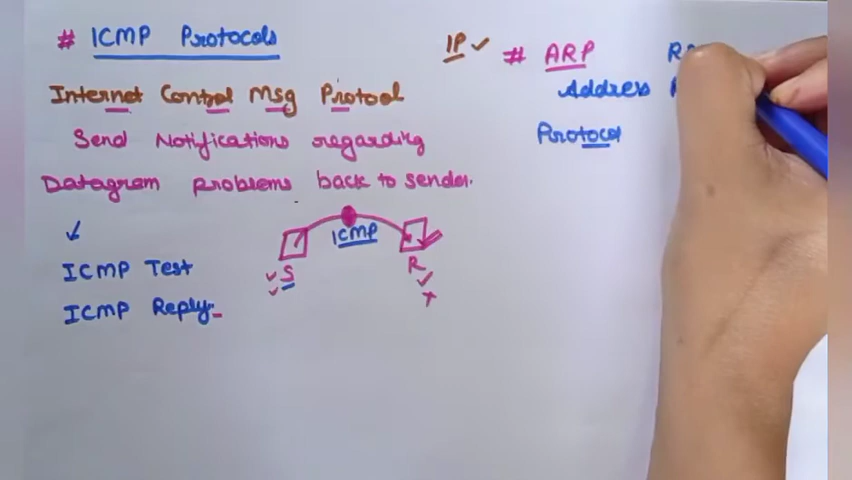 # ICMP Protocols
Internet Control Msg Protool
Send Notifications regarding
Datagram problems back to sender.
ICMP Test
ICMP Reply
ICMP
S
R
IP
# ARP
Address
Protocol